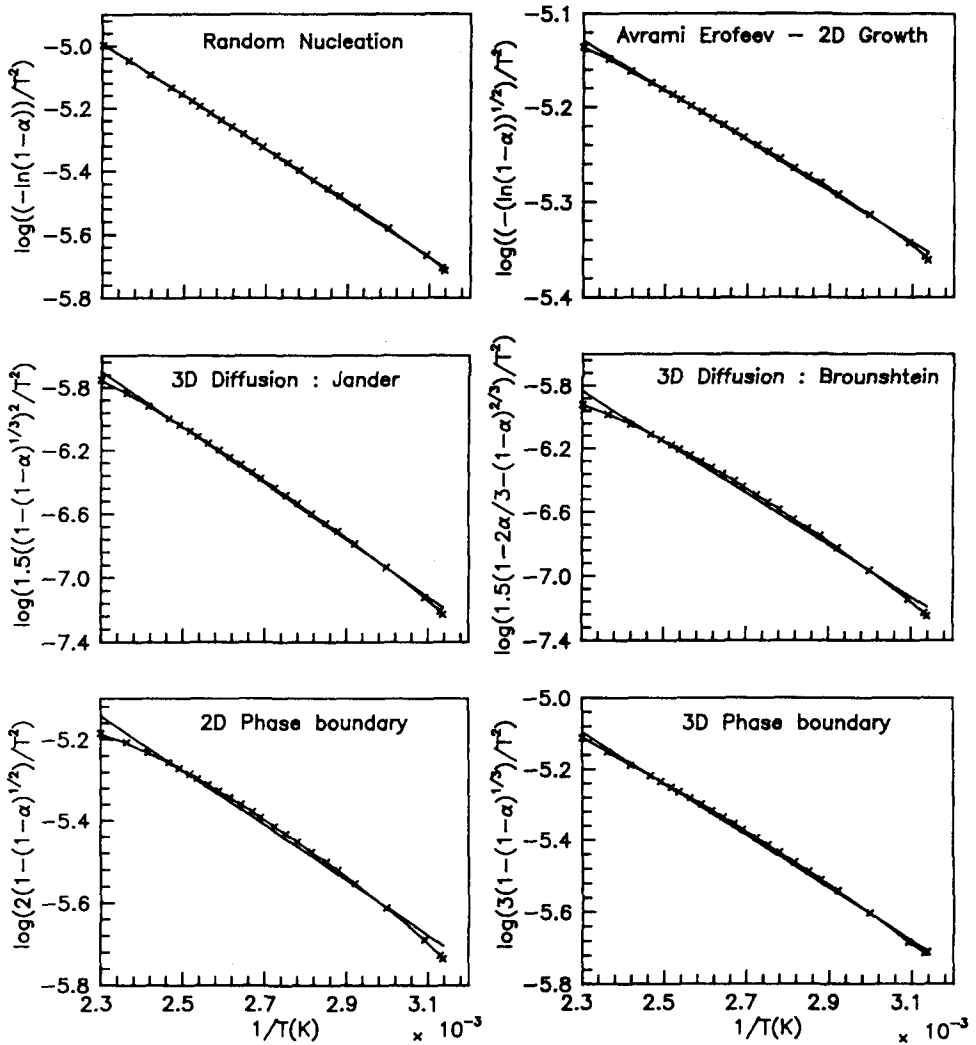 Random Nucleation
log((−ln(1−α))/T²)
−5.0
−5.2
−5.4
−5.6
−5.8
Avrami Erofeev − 2D Growth
log((−(ln(1−α))^1/2)/T²)
−5.1
−5.2
−5.3
−5.4
3D Diffusion : Jander
log(1.5((1−(1−α)^1/3)²/T²)
−5.8
−6.2
−6.6
−7.0
−7.4
3D Diffusion : Brounshtein
log(1.5(1−2α/3−(1−α)^2/3)/T²)
−5.8
−6.2
−6.6
−7.0
−7.4
2D Phase boundary
log(2(1−(1−α)^1/2)/T²)
−5.2
−5.4
−5.6
−5.8
2.3 2.5 2.7 2.9 3.1
1/T(K)
× 10⁻³
3D Phase boundary
log(3(1−(1−α)^1/3)/T²)
−5.0
−5.2
−5.4
−5.6
−5.8
2.3 2.5 2.7 2.9 3.1
1/T(K)
× 10⁻³